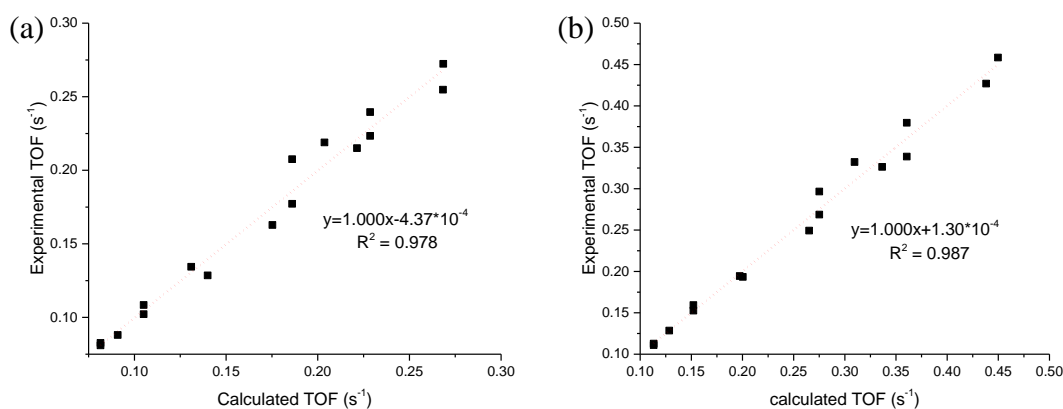 (a)
0.30
0.25
0.20
0.15
0.10
Experimental TOF (s⁻¹)
y=1.000x-4.37*10⁻⁴
R² = 0.978
0.10 0.15 0.20 0.25 0.30
Calculated TOF (s⁻¹)
(b)
0.50
0.45
0.40
0.35
0.30
0.25
0.20
0.15
0.10
Experimental TOF (s⁻¹)
y=1.000x+1.30*10⁻⁴
R² = 0.987
0.10 0.15 0.20 0.25 0.30 0.35 0.40 0.45 0.50
calculated TOF (s⁻¹)